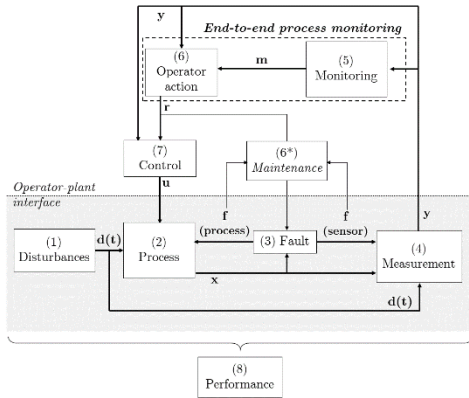 y
End-to-end process monitoring
(6)
Operator
action
m
(5)
Monitoring
r
(7)
Control
(6*)
Maintenance
Operator-plant
interface
u
f
f
y
(1)
Disturbances
d(t)
(2)
Process
(process)
(3) Fault
(sensor)
(4)
Measurement
x
d(t)
(8)
Performance